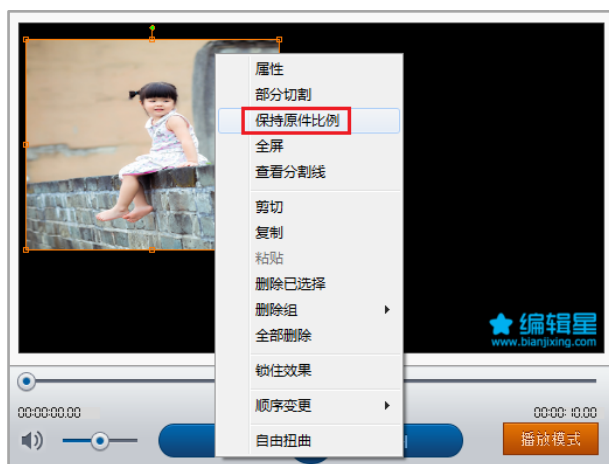 属性
部分切割
保持原件比例
全屏
查看分割线
剪切
复制
粘贴
删除已选择
删除组
全部删除
锁住效果
顺序变更
自由扭曲
编辑星
www.bianjixing.com
00:00:00.00
00:00:10.00
播放模式